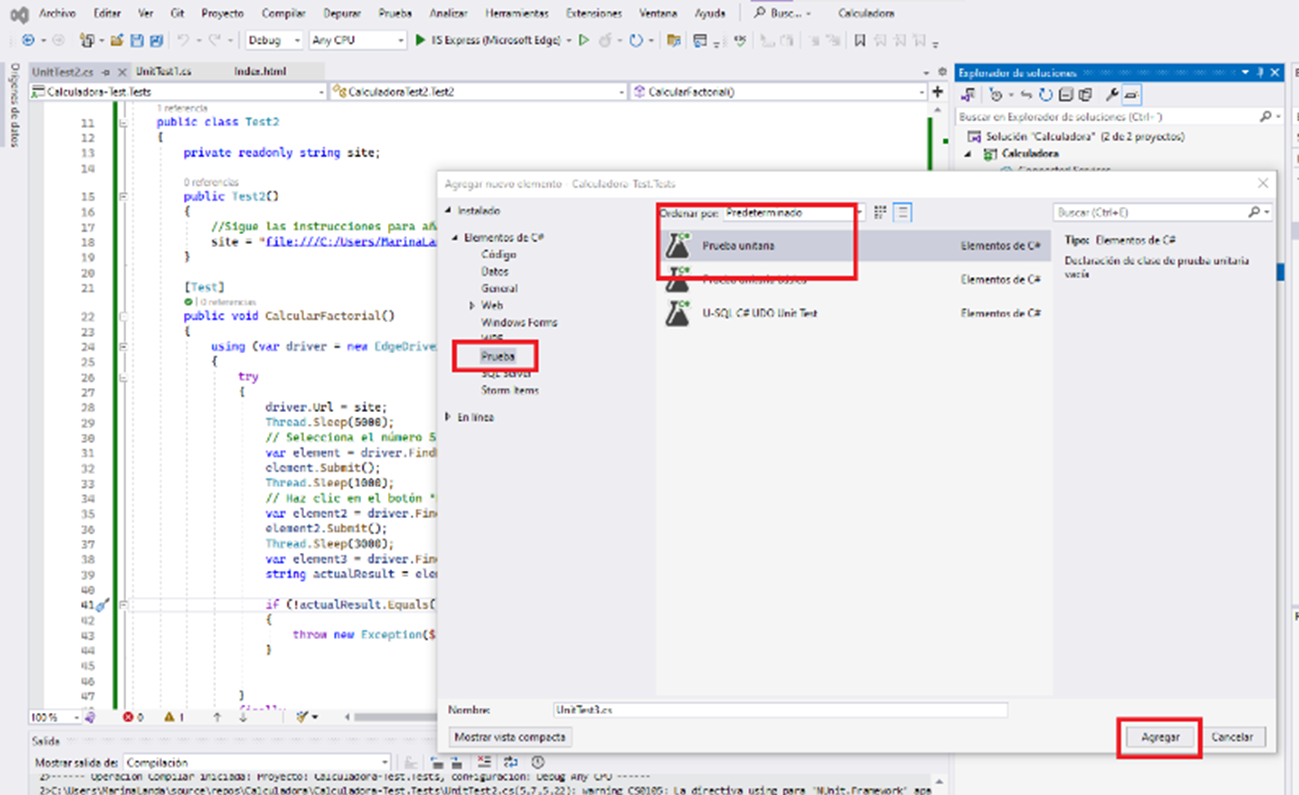 Archivo Editar Ver Git Proyecto Compilar Depurar Prueba Analizar Herramientas Extensiones Ventana Ayuda Busc... Calculadora
Debug Any CPU IIS Express (Microsoft Edge)
Orígenes de datos
UnitTest2.cs UnitTest1.cs Index.html
Calculadora-Test.Tests CalculadoraTest2.Test2 CalcularFactorial()
1 referencia
11 public class Test2
12 {
13 private readonly string site;
14
0 referencias
15 public Test2()
16 {
17 //Sigue las instrucciones para añ
18 site = "file:///C:/Users/MarinaLan
19 }
20
21 [Test]
0 referencias
22 public void CalcularFactorial()
23 {
24 using (var driver = new EdgeDrive
25 {
26 try
27 {
28 driver.Url = site;
29 Thread.Sleep(5000);
30 // Selecciona el número 5
31 var element = driver.Find
32 element.Submit();
33 Thread.Sleep(1000);
34 // Haz clic en el botón "
35 var element2 = driver.Fin
36 element2.Submit();
37 Thread.Sleep(3000);
38 var element3 = driver.Fin
39 string actualResult = ele
40
41 if (!actualResult.Equals(
42 {
43 throw new Exception($
44 }
45
46
47 }
finally
100 % 0 1
Salida
Mostrar salida de: Compilación
2>------ Operación Compilar iniciada: Proyecto: Calculadora-Test.Tests, configuración: Debug Any CPU ------
2>C:\Users\MarinaLanda\source\repos\Calculadora\Calculadora-Test.Tests\UnitTest2.cs(5,7,5,22): warning CS0105: La directiva using para 'NUnit.Framework' apa
Explorador de soluciones
Buscar en Explorador de soluciones (Ctrl+
Solución "Calculadora" (2 de 2 proyectos)
Calculadora
Connected Services
Agregar nuevo elemento - Calculadora-Test.Tests
Instalado
Elementos de C#
Código
Datos
General
Web
Windows Forms
WPF
Prueba
SQL Server
Storm Items
En línea
Ordenar por: Predeterminado
Prueba unitaria Elementos de C#
Prueba unitaria básica Elementos de C#
U-SQL C# UDO Unit Test Elementos de C#
Buscar (Ctrl+E)
Tipo: Elementos de C#
Declaración de clase de prueba unitaria
vacía
Nombre: UnitTest3.cs
Mostrar vista compacta
Agregar Cancelar